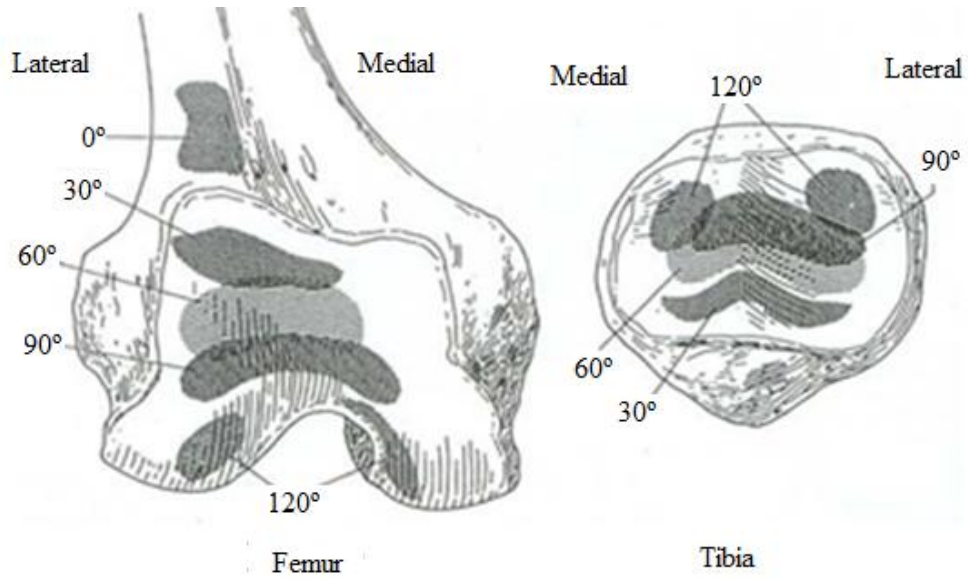 Lateral
Medial
0º
30º
60º
90º
120º
Femur
Medial
Lateral
120º
90º
60º
30º
Tibia